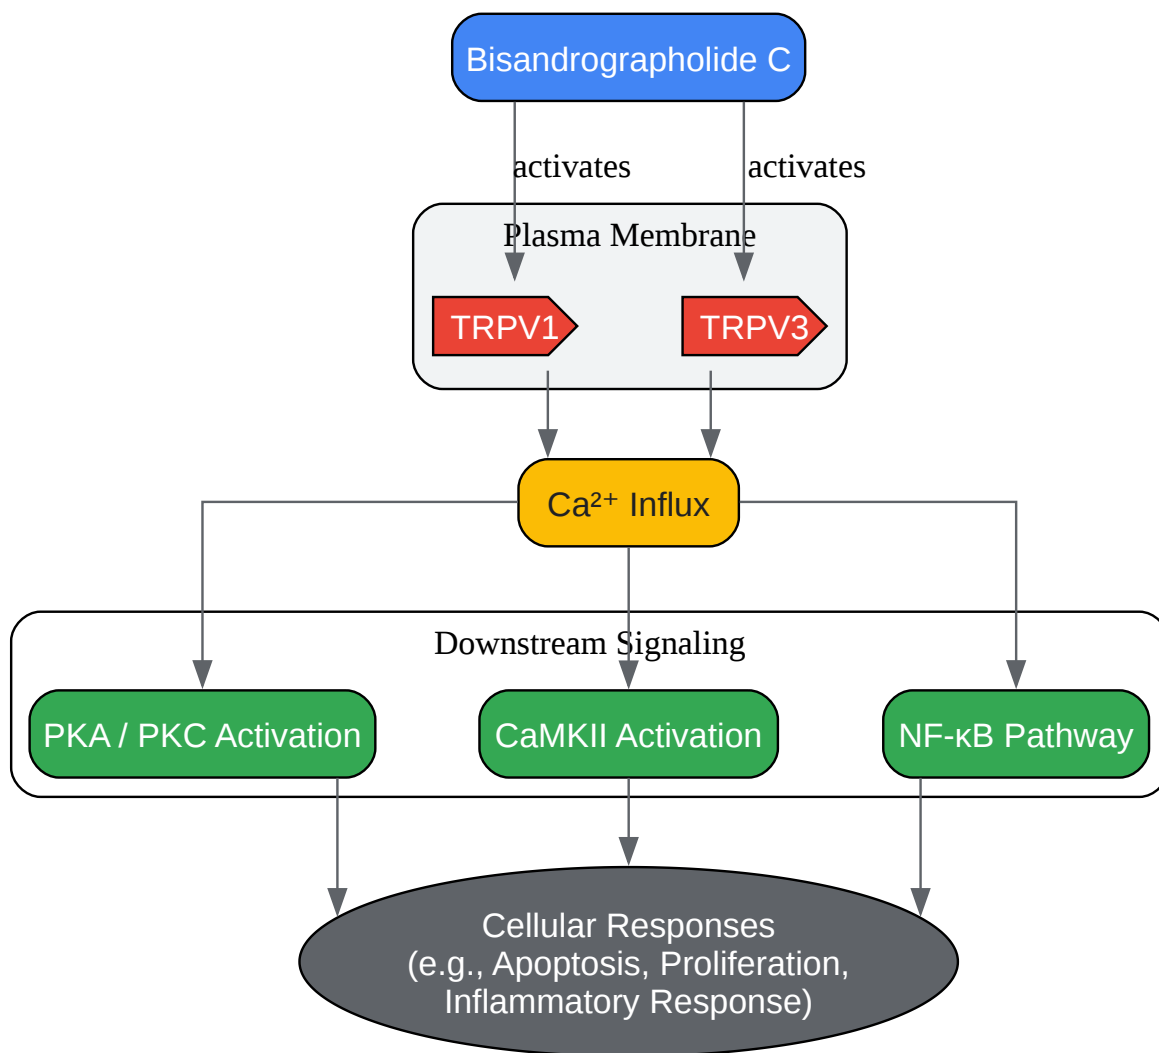 Bisandrographolide C
activates
activates
Plasma Membrane
TRPV1
TRPV3
Ca²⁺ Influx
Downstream Signaling
PKA / PKC Activation
CaMKII Activation
NF-κB Pathway
Cellular Responses
(e.g., Apoptosis, Proliferation,
Inflammatory Response)